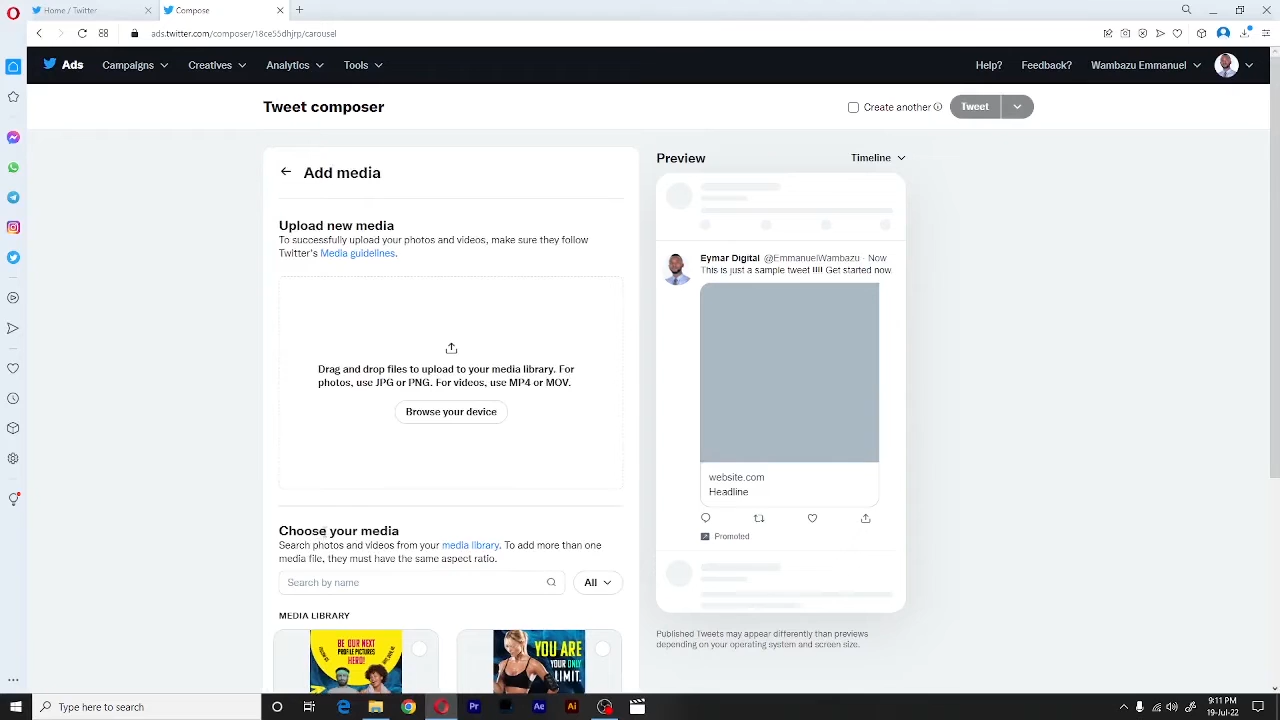 Home / Twitter
Compose
ads.twitter.com/composer/18ce55dhjrp/carousel
Ads
Campaigns
Creatives
Analytics
Tools
Help?
Feedback?
Wambazu Emmanuel
Tweet composer
Create another
Tweet
Add media
Upload new media
To successfully upload your photos and videos, make sure they follow
Twitter's Media guidelines.
Drag and drop files to upload to your media library. For
photos, use JPG or PNG. For videos, use MP4 or MOV.
Browse your device
Choose your media
Search photos and videos from your media library. To add more than one
media file, they must have the same aspect ratio.
Search by name
All
MEDIA LIBRARY
BE OUR NEXT
PROFILE PICTURES
HERO!
YOU ARE
YOUR ONLY
LIMIT.
Preview
Timeline
Eymar Digital @EmmanuelWambazu · Now
This is just a sample tweet !!!! Get started now
website.com
Headline
Promoted
Published Tweets may appear differently than previews
depending on your operating system and screen size.
Type here to search
Pr
Ae
Ai
9:11 PM
19-Jul-22